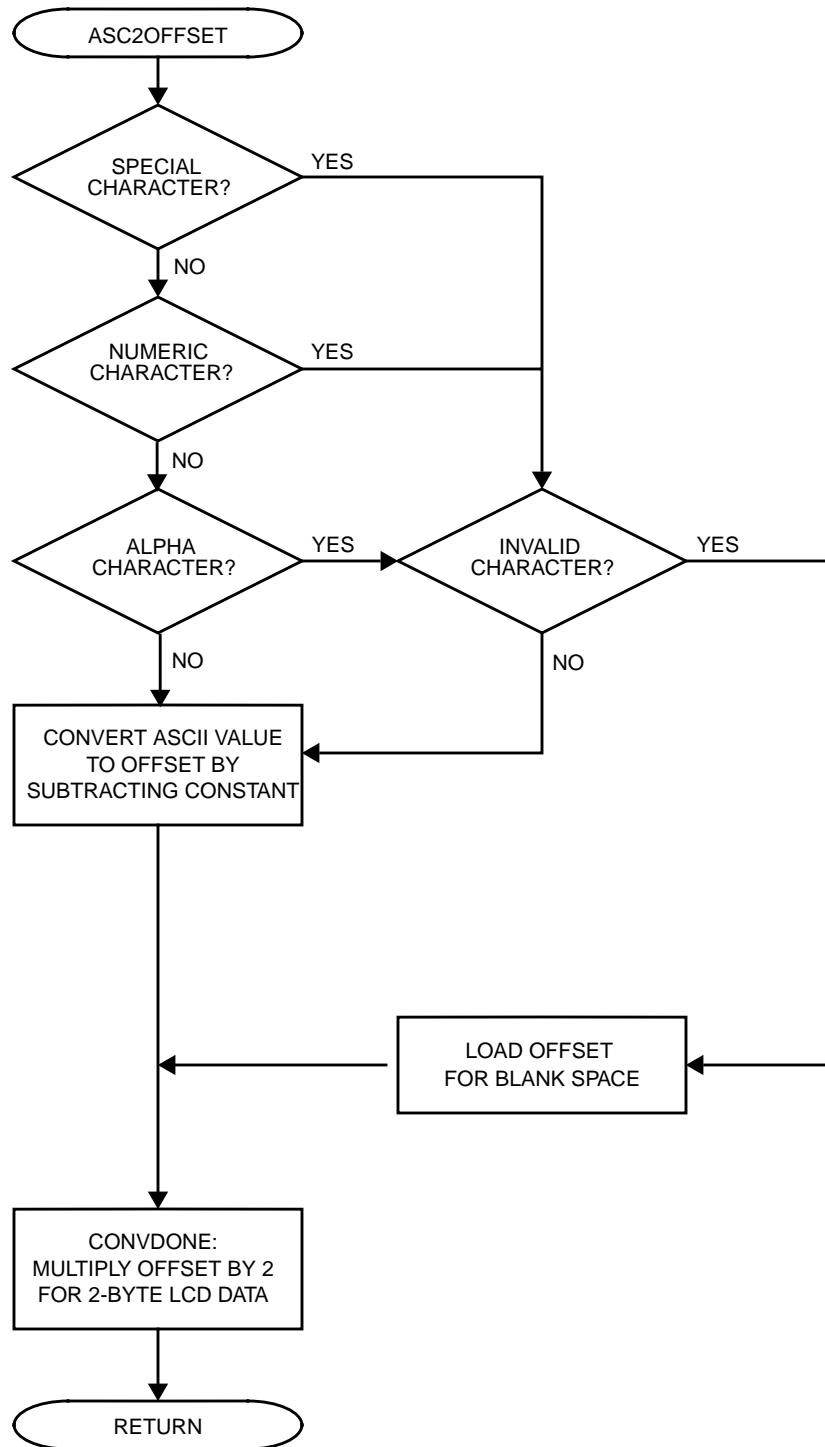 ASC2OFFSET
SPECIAL
CHARACTER?
YES
NO
NUMERIC
CHARACTER?
YES
NO
ALPHA
CHARACTER?
YES
INVALID
CHARACTER?
YES
NO
NO
CONVERT ASCII VALUE
TO OFFSET BY
SUBTRACTING CONSTANT
LOAD OFFSET
FOR BLANK SPACE
CONVDONE:
MULTIPLY OFFSET BY 2
FOR 2-BYTE LCD DATA
RETURN